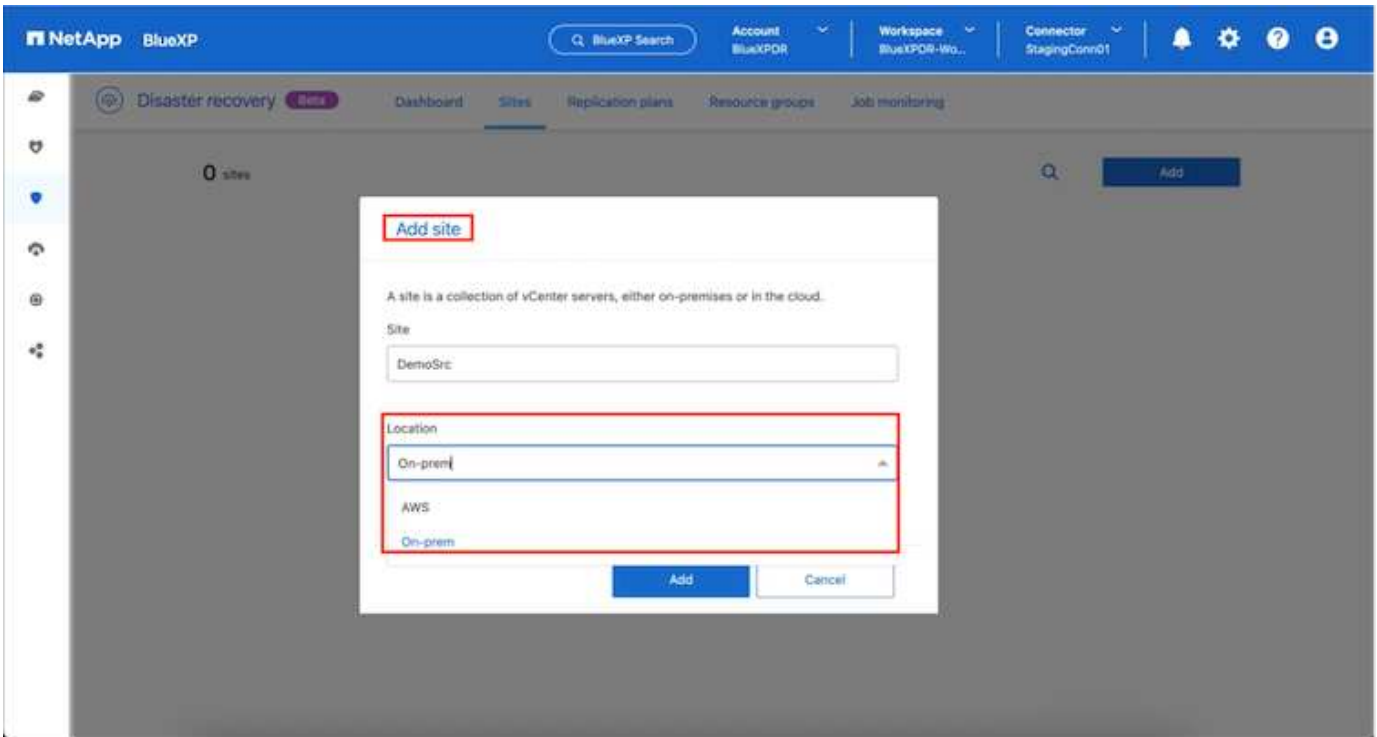 NetApp BlueXP
BlueXP Search
Account
BlueXPDR
Workspace
BlueXPDR-Wo...
Connector
StagingConn01
Disaster recovery Beta
Dashboard Sites Replication plans Resource groups Job monitoring
0 sites
Add
Add site
A site is a collection of vCenter servers, either on-premises or in the cloud.
Site
DemoSrc
Location
On-prem
AWS
On-prem
Add Cancel